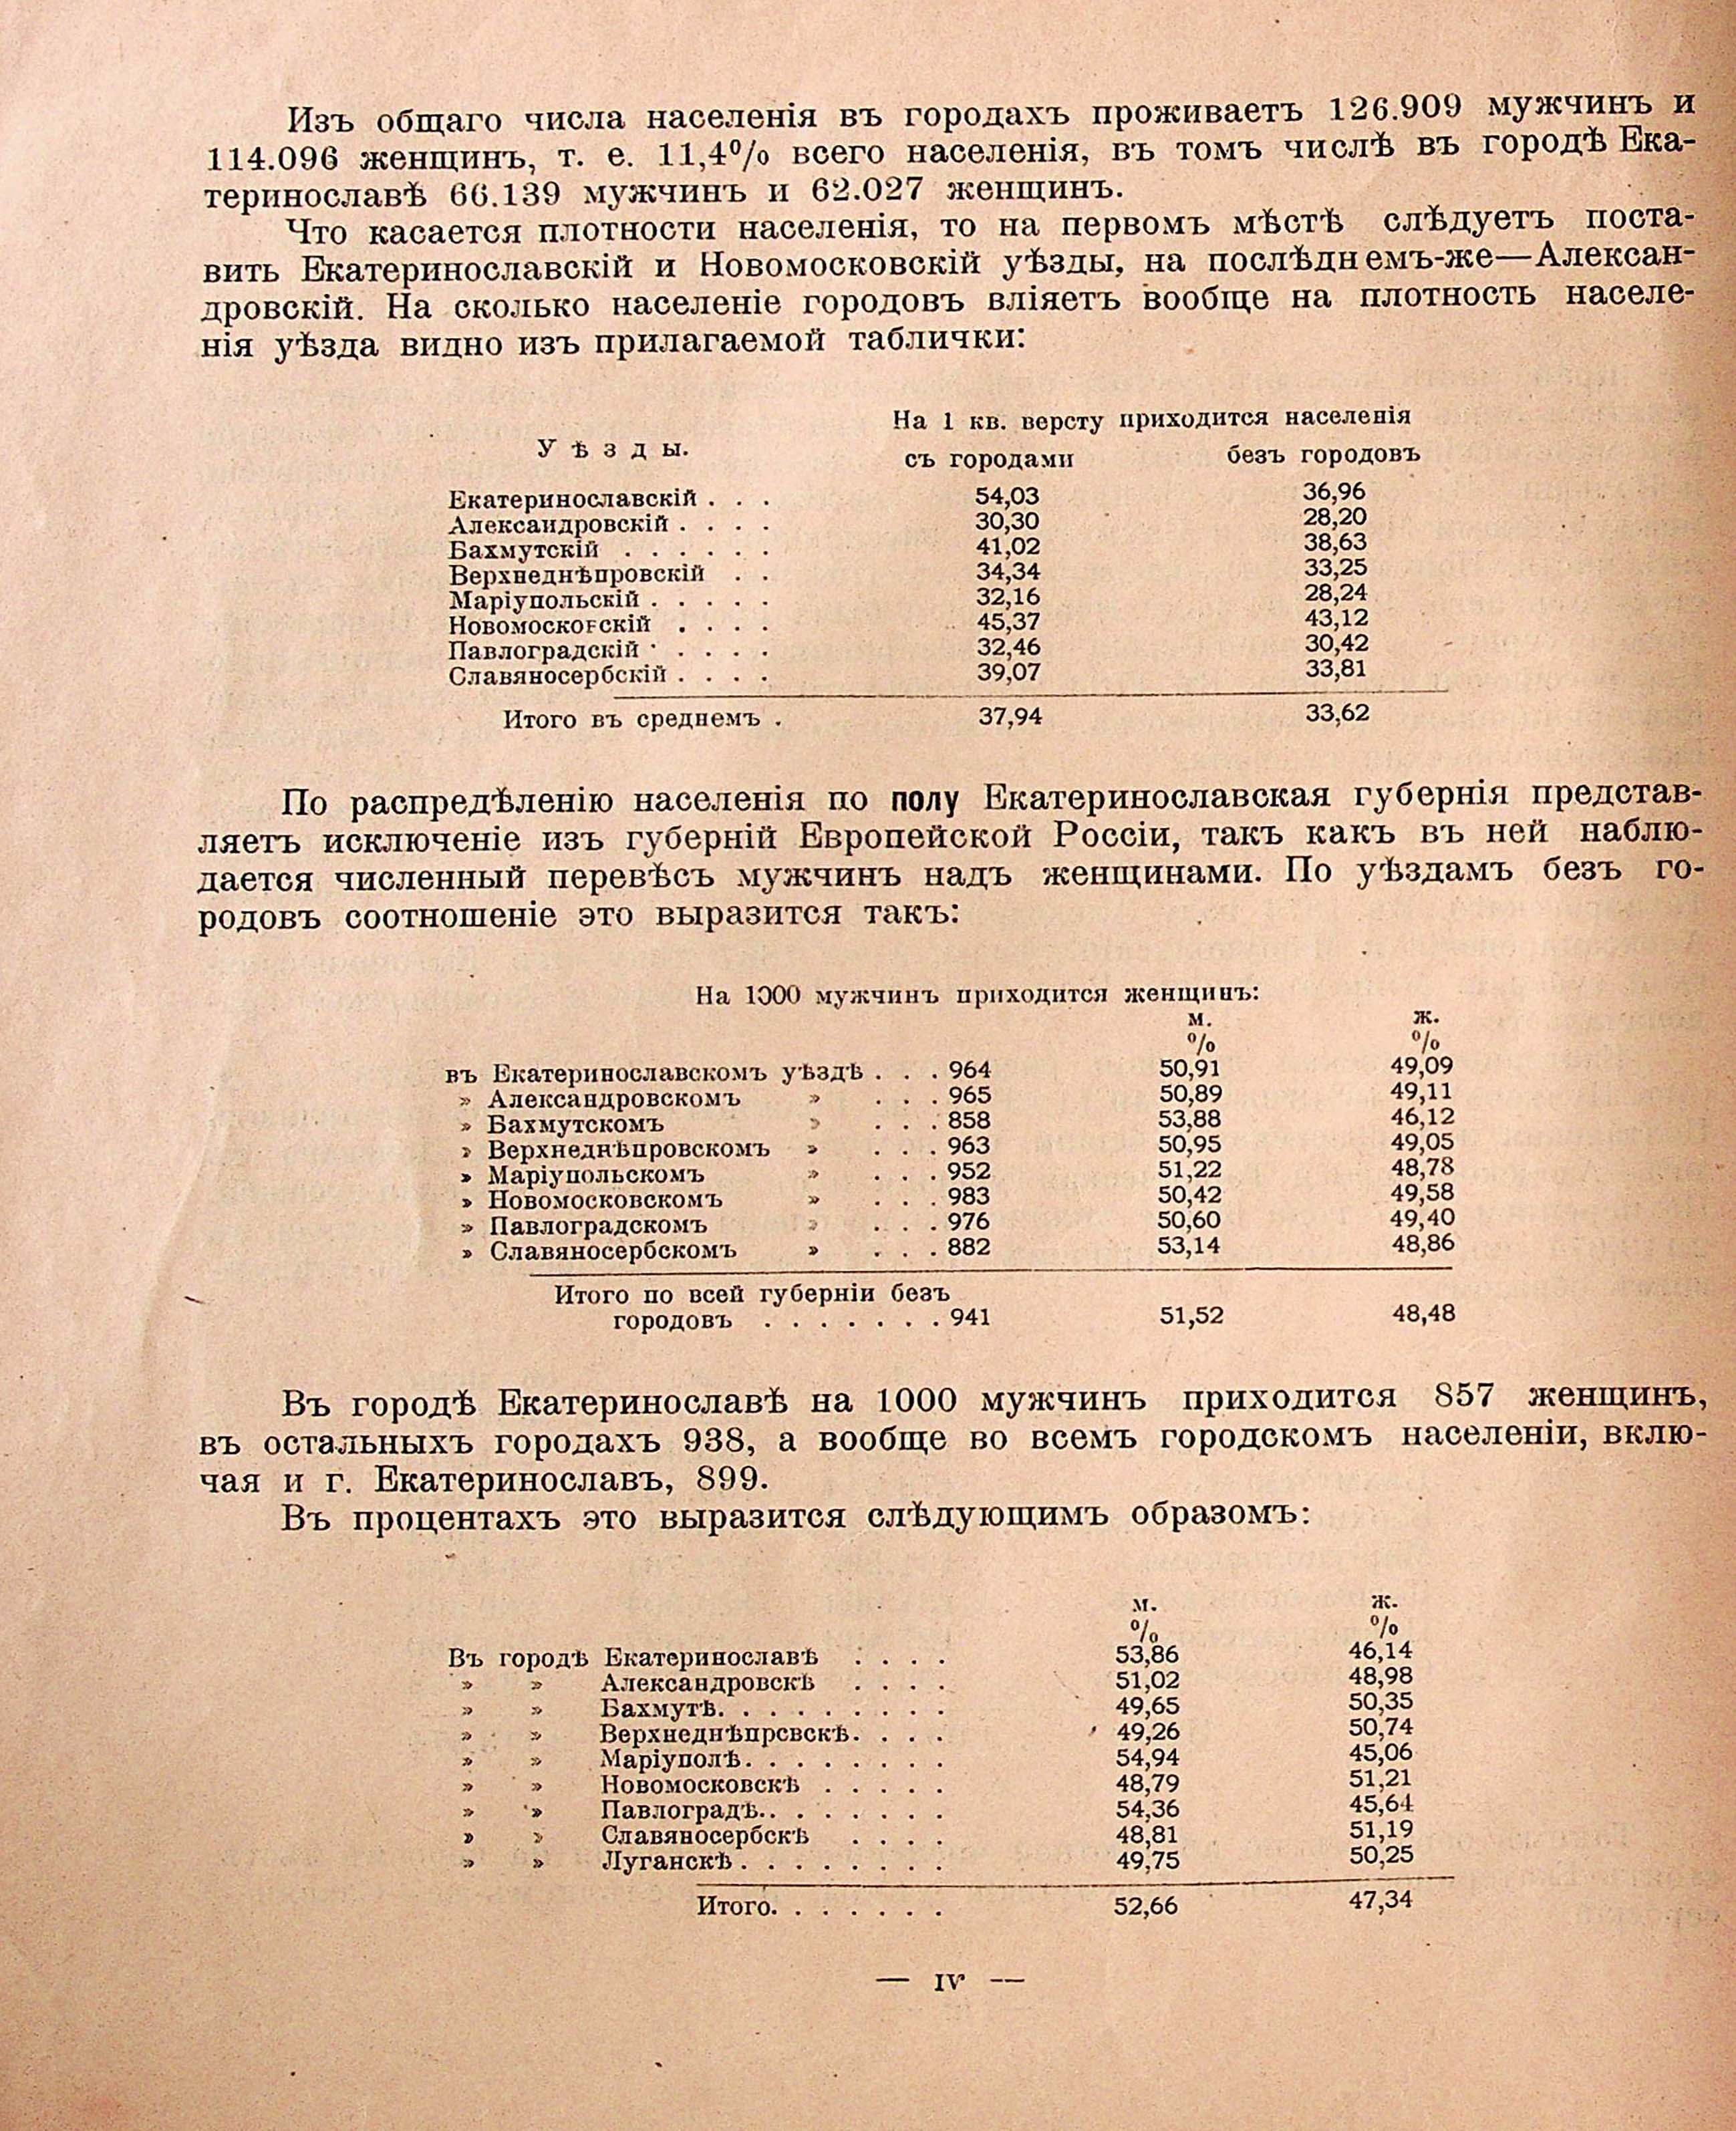 Изъ общаго числа населенія въ городахъ проживаетъ 126.909 мужчинъ и
114.096 женщинъ, т. е. 11,4% всего населенія, въ томъ числѣ въ городѣ Ека-
теринославѣ 66.139 мужчинъ и 62.027 женщинъ.
Что касается плотности населенія, то на первомъ мѣстѣ слѣдуетъ поста-
вить Екатеринославскій и Новомосковскій уѣзды, на послѣднемъ-же—Алексан-
дровскій. На сколько населеніе городовъ вліяетъ вообще на плотность населе-
нія уѣзда видно изъ прилагаемой таблички:
На 1 кв. версту приходится населенія
Уѣзды. съ городами безъ городовъ
Екатеринославскій . . . 54,03 36,96
Александровскій . . . . 30,30 28,20
Бахмутскій . . . . . . 41,02 38,63
Верхнеднѣпровскій . . 34,34 33,25
Маріупольскій . . . . . 32,16 28,24
Новомосковскій . . . . 45,37 43,12
Павлоградскій . . . . 32,46 30,42
Славяносербскій . . . . 39,07 33,81
Итого въ среднемъ . 37,94 33,62
По распредѣленію населенія по полу Екатеринославская губернія представ-
ляетъ исключеніе изъ губерній Европейской Россіи, такъ какъ въ ней наблю-
дается численный перевѣсъ мужчинъ надъ женщинами. По уѣздамъ безъ го-
родовъ соотношеніе это выразится такъ:
На 1000 мужчинъ приходится женщинъ:
м. ж.
% %
въ Екатеринославскомъ уѣздѣ . . . 964 50,91 49,09
» Александровскомъ » . . . 965 50,89 49,11
» Бахмутскомъ » . . . 858 53,88 46,12
» Верхнеднѣпровскомъ » . . . 963 50,95 49,05
» Маріупольскомъ » . . . 952 51,22 48,78
» Новомосковскомъ » . . . 983 50,42 49,58
» Павлоградскомъ » . . . 976 50,60 49,40
» Славяносербскомъ » . . . 882 53,14 48,86
Итого по всей губерніи безъ
городовъ . . . . . . . 941 51,52 48,48
Въ городѣ Екатеринославѣ на 1000 мужчинъ приходится 857 женщинъ,
въ остальныхъ городахъ 938, а вообще во всемъ городскомъ населеніи, вклю-
чая и г. Екатеринославъ, 899.
Въ процентахъ это выразится слѣдующимъ образомъ:
м. ж.
% %
Въ городѣ Екатеринославѣ . . . . 53,86 46,14
» » Александровскѣ . . . . 51,02 48,98
» » Бахмутѣ. . . . . . . . . 49,65 50,35
» » Верхнеднѣпрсвскѣ. . . . 49,26 50,74
» » Маріуполѣ. . . . . . . . 54,94 45,06
» » Новомосковскѣ . . . . . 48,79 51,21
» » Павлоградѣ. . . . . . . . 54,36 45,64
» » Славяносербскѣ . . . . 48,81 51,19
» » Луганскѣ . . . . . . . . 49,75 50,25
Итого. . . . . . . 52,66 47,34
— IV —